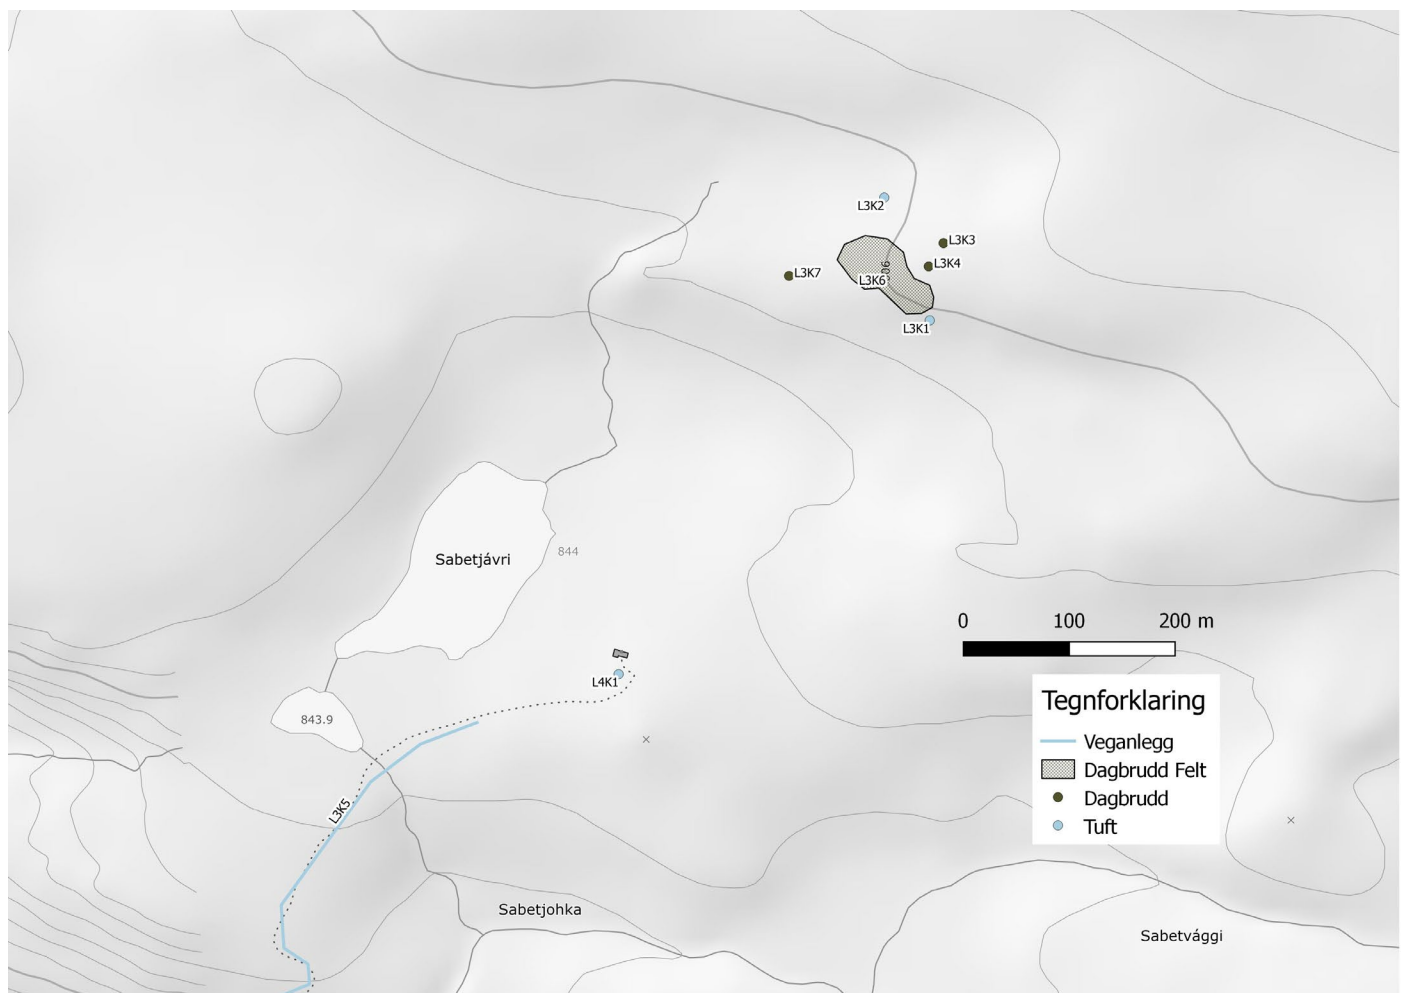 L3K2
L3K3
L3K4
L3K7
L3K6
L3K1
Sabetjávri
844
0 100 200 m
L4K1
Tegnforklaring
843.9
Veganlegg
Dagbrudd Felt
L3K5
Dagbrudd
Tuft
Sabetjohka
Sabetvággi